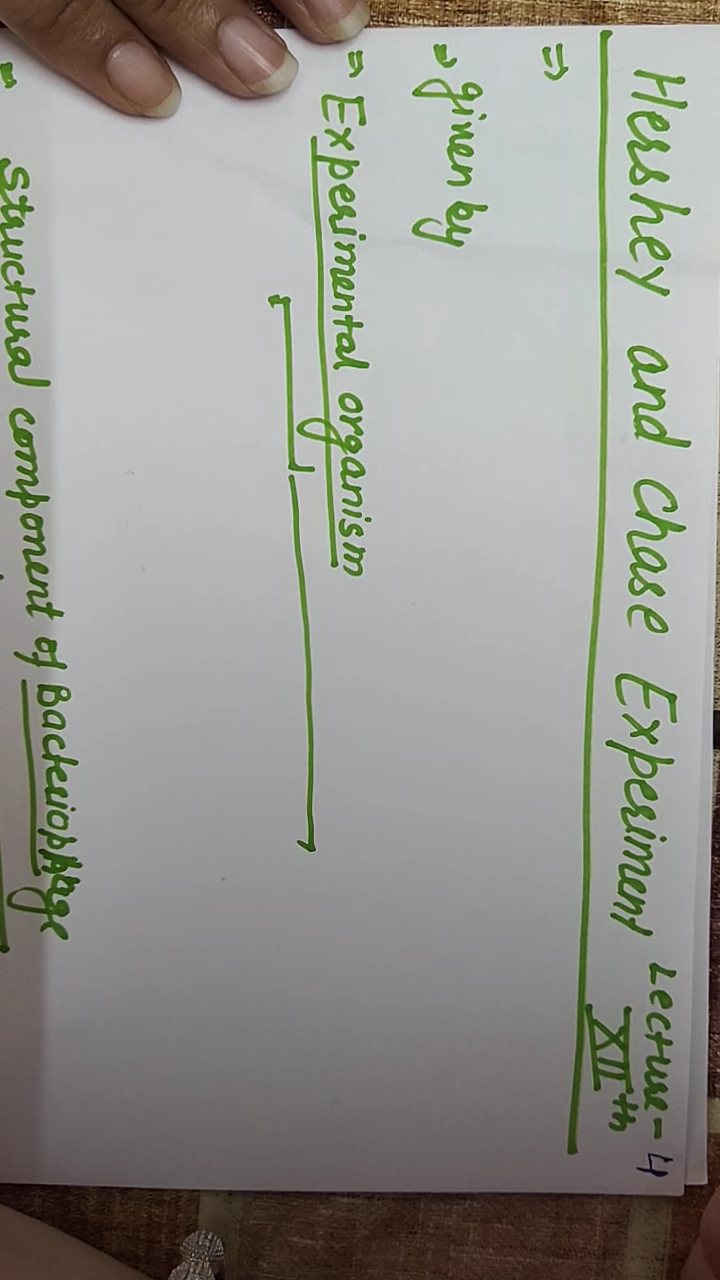 Hershey and Chase Experiment Lecture-4
XIIth
⇒
⇒ given by
⇒ Experimental organism
⇒ Structural component of Bacteriophage